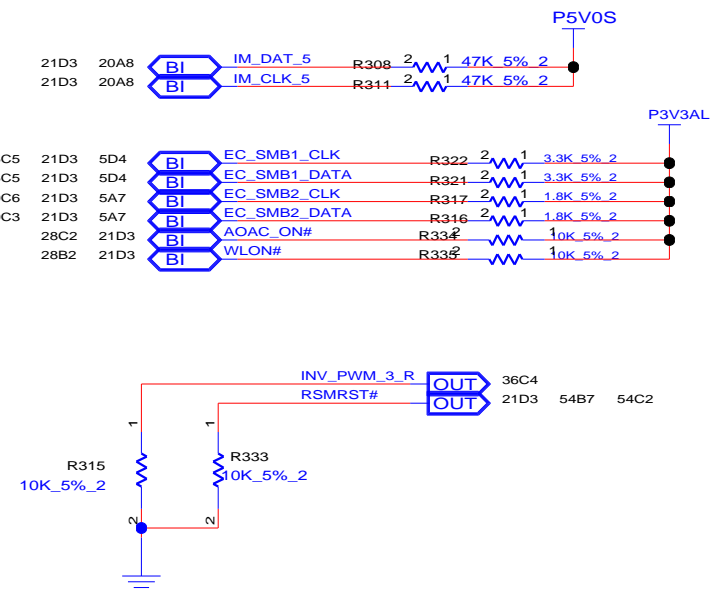 P5V0S
21D3 20A8 BI IM_DAT_5 R308 2 1 47K_5%_2
21D3 20A8 BI IM_CLK_5 R311 2 1 47K_5%_2
P3V3AL
C5 21D3 5D4 BI EC_SMB1_CLK R322 2 1 3.3K_5%_2
C5 21D3 5D4 BI EC_SMB1_DATA R321 2 1 3.3K_5%_2
C6 21D3 5A7 BI EC_SMB2_CLK R317 2 1 1.8K_5%_2
C3 21D3 5A7 BI EC_SMB2_DATA R316 2 1 1.8K_5%_2
28C2 21D3 BI AOAC_ON# R334 2 1 10K_5%_2
28B2 21D3 BI WLON# R335 2 1 10K_5%_2
INV_PWM_3_R OUT 36C4
RSMRST# OUT 21D3 54B7 54C2
1 1
R315 R333
10K_5%_2 10K_5%_2
2 2